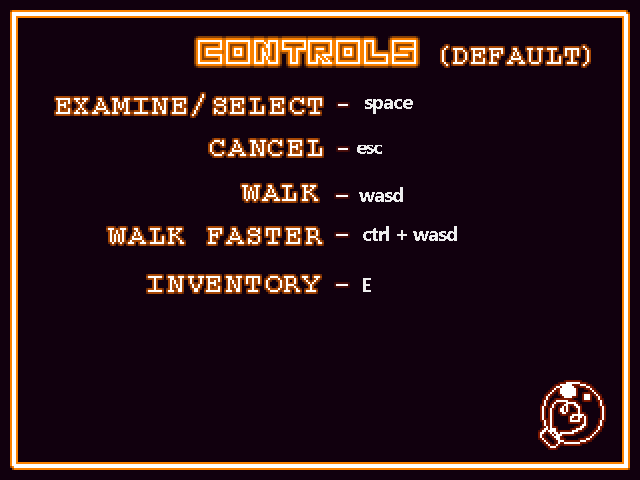 CONTROLS (DEFAULT)
EXAMINE/SELECT - space
CANCEL - esc
WALK - wasd
WALK FASTER - ctrl + wasd
INVENTORY - E